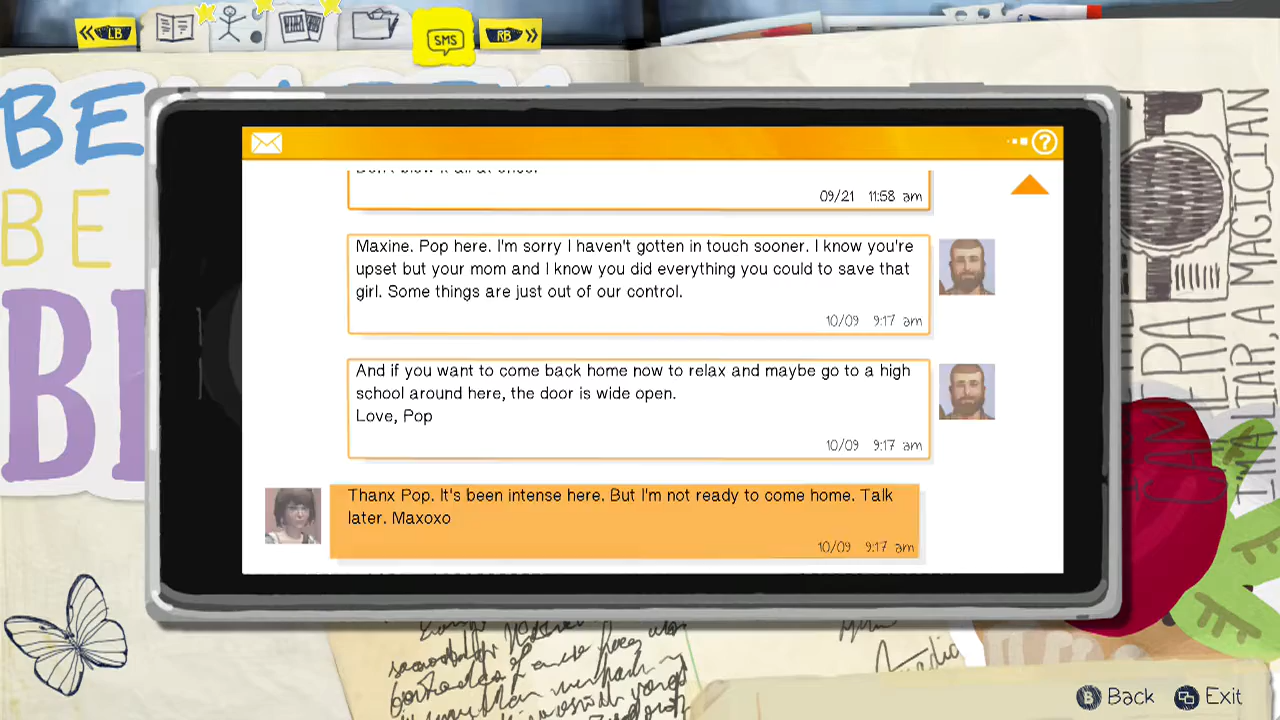 LB
SMS
RB
BE
BE
09/21 11:58 am
Maxine. Pop here. I'm sorry I haven't gotten in touch sooner. I know you're
upset but your mom and I know you did everything you could to save that
girl. Some things are just out of our control.
10/09 9:17 am
And if you want to come back home now to relax and maybe go to a high
school around here, the door is wide open.
Love, Pop
10/09 9:17 am
Thanx Pop. It's been intense here. But I'm not ready to come home. Talk
later. Maxoxo
10/09 9:17 am
CAMERA
LIAR, A MAGICIAN
B Back
Exit